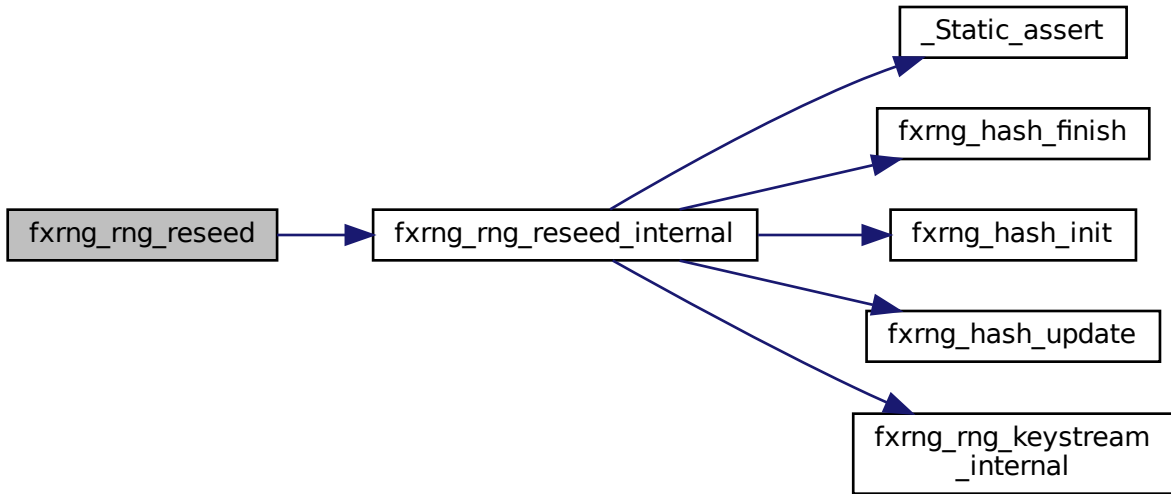 fxrng_rng_reseed
fxrng_rng_reseed_internal
_Static_assert
fxrng_hash_finish
fxrng_hash_init
fxrng_hash_update
fxrng_rng_keystream
_internal